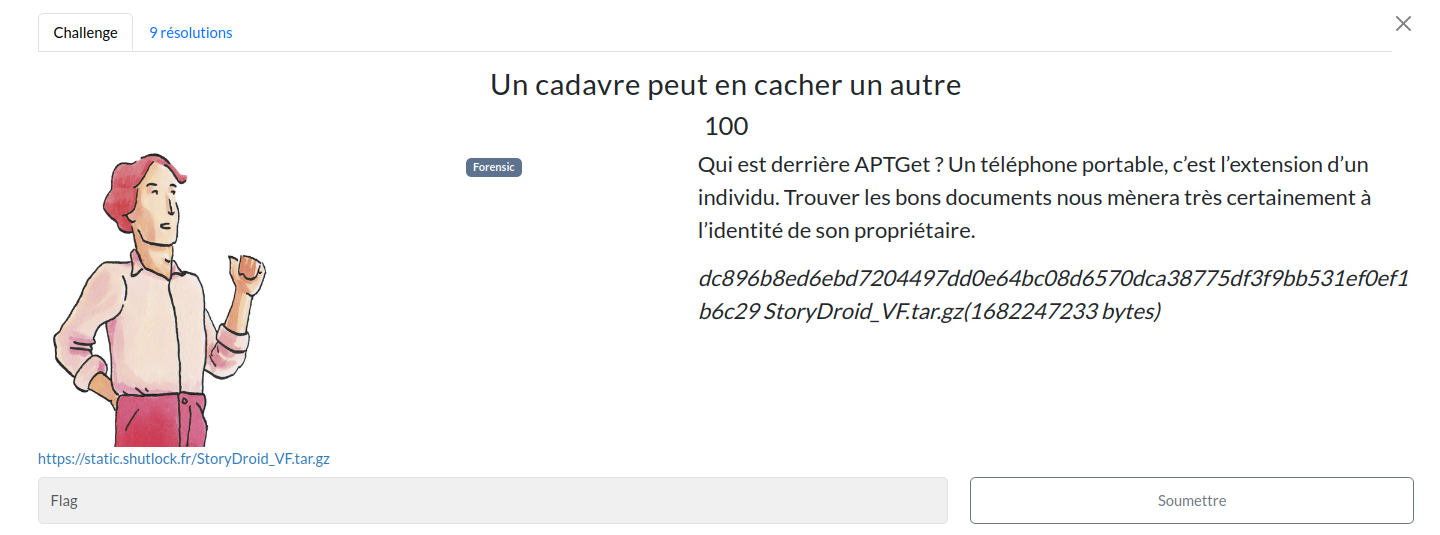 Challenge
9 résolutions
Un cadavre peut en cacher un autre
100
Forensic
Qui est derrière APTGet ? Un téléphone portable, c’est l’extension d’un
individu. Trouver les bons documents nous mènera très certainement à
l’identité de son propriétaire.
dc896b8ed6ebd7204497dd0e64bc08d6570dca38775df3f9bb531ef0ef1
b6c29 StoryDroid_VF.tar.gz(1682247233 bytes)
https://static.shutlock.fr/StoryDroid_VF.tar.gz
Flag
Soumettre